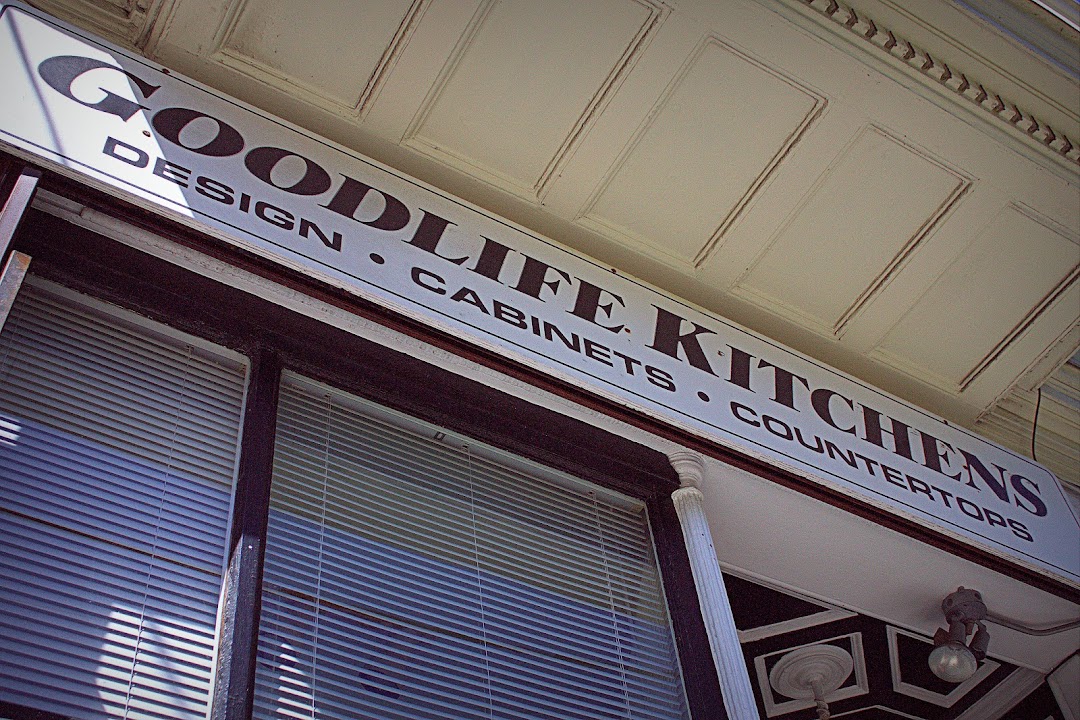 GOODLIFE KITCHENS
DESIGN • CABINETS • COUNTERTOPS